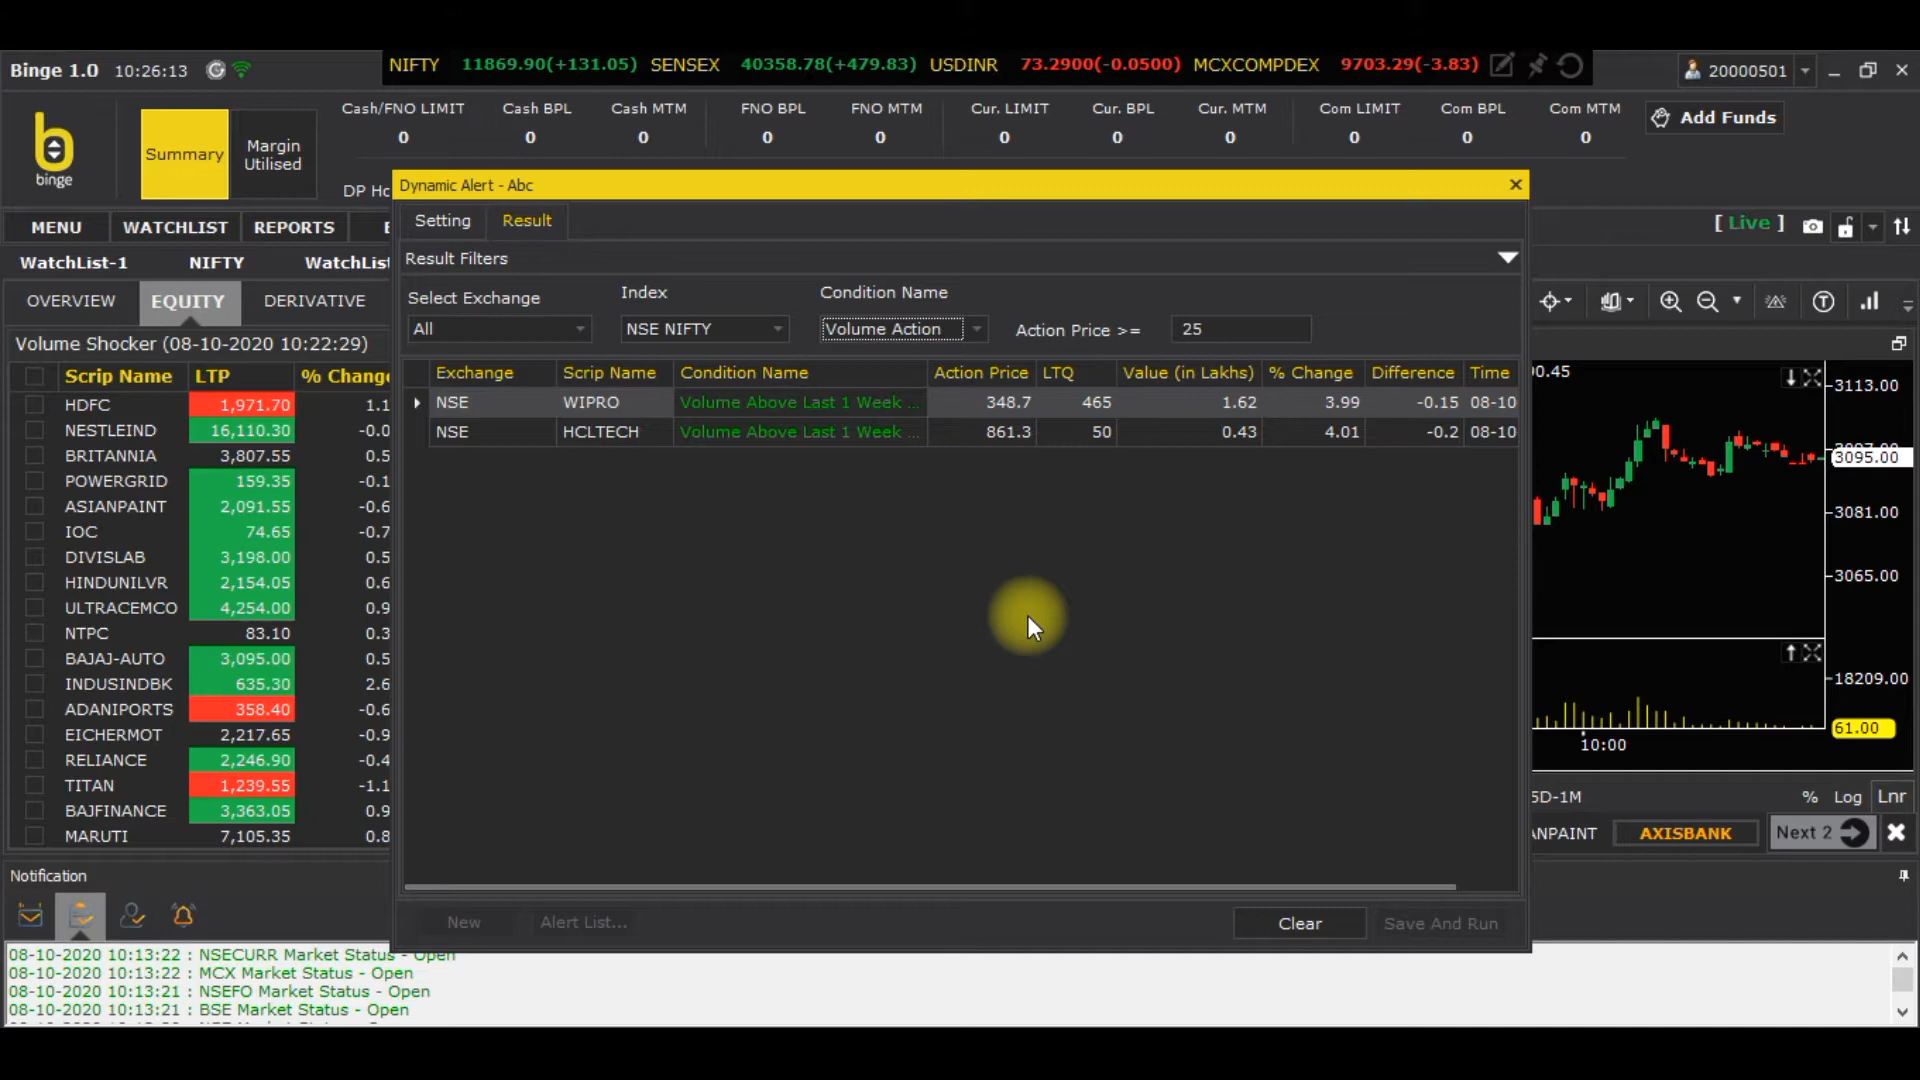 Binge 1.0 10:26:13 NIFTY 11869.90(+131.05) SENSEX 40358.78(+479.83) USDINR 73.2900(-0.0500) MCXCOMPDEX 9703.29(-3.83) 20000501
Cash/FNO LIMIT Cash BPL Cash MTM FNO BPL FNO MTM Cur. LIMIT Cur. BPL Cur. MTM Com LIMIT Com BPL Com MTM Add Funds
0 0 0 0 0 0 0 0 0 0 0
binge Summary Margin Utilised
DP Ho
Dynamic Alert - Abc
MENU WATCHLIST REPORTS
Setting Result
[ Live ]
WatchList-1 NIFTY WatchList
Result Filters
OVERVIEW EQUITY DERIVATIVE
Select Exchange Index Condition Name
All NSE NIFTY Volume Action Action Price >= 25
Volume Shocker (08-10-2020 10:22:29)
Exchange Scrip Name Condition Name Action Price LTQ Value (in Lakhs) % Change Difference Time
NSE WIPRO Volume Above Last 1 Week ... 348.7 465 1.62 3.99 -0.15 08-10
NSE HCLTECH Volume Above Last 1 Week ... 861.3 50 0.43 4.01 -0.2 08-10
Scrip Name LTP % Change
HDFC 1,971.70 1.1
NESTLEIND 16,110.30 -0.0
BRITANNIA 3,807.55 0.5
POWERGRID 159.35 -0.1
ASIANPAINT 2,091.55 -0.6
IOC 74.65 -0.7
DIVISLAB 3,198.00 0.5
HINDUNILVR 2,154.05 0.6
ULTRACEMCO 4,254.00 0.9
NTPC 83.10 0.3
BAJAJ-AUTO 3,095.00 0.5
INDUSINDBK 635.30 2.6
ADANIPORTS 358.40 -0.6
EICHERMOT 2,217.65 -0.9
RELIANCE 2,246.90 -0.4
TITAN 1,239.55 -1.1
BAJFINANCE 3,363.05 0.9
MARUTI 7,105.35 0.8
0.45
3113.00
3095.00
3081.00
3065.00
18209.00
61.00
10:00
5D-1M % Log Lnr
NPAINT AXISBANK Next 2
New Alert List... Clear Save And Run
Notification
08-10-2020 10:13:22 : NSECURR Market Status - Open
08-10-2020 10:13:22 : MCX Market Status - Open
08-10-2020 10:13:21 : NSEFO Market Status - Open
08-10-2020 10:13:21 : BSE Market Status - Open